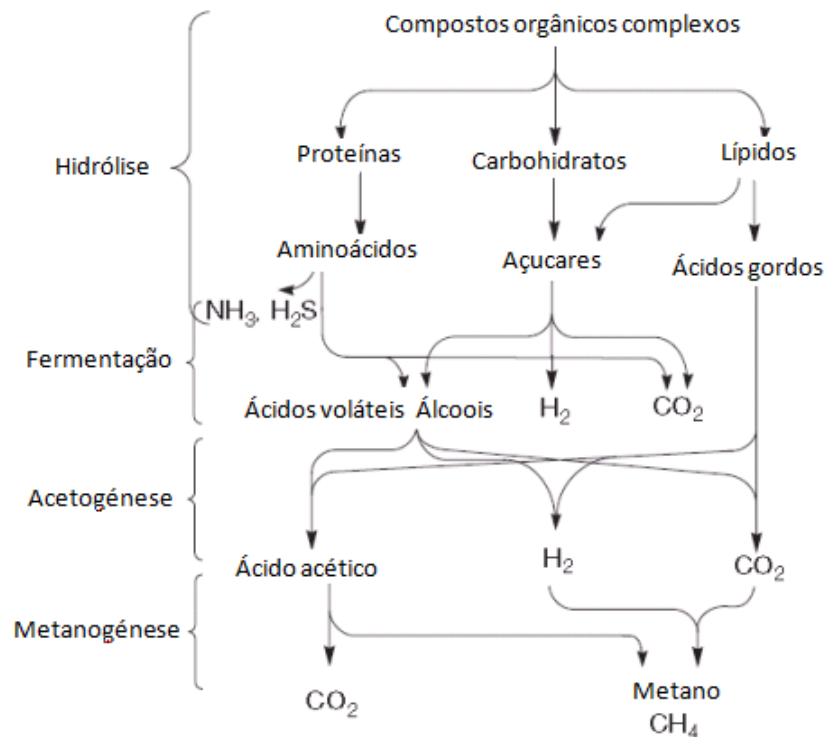 Compostos orgânicos complexos
Proteínas
Carbohidratos
Lípidos
Hidrólise
Aminoácidos
Açucares
Ácidos gordos
NH₃, H₂S
Fermentação
Ácidos voláteis Álcoois
H₂
CO₂
Acetogénese
Ácido acético
H₂
CO₂
Metanogénese
CO₂
Metano
CH₄